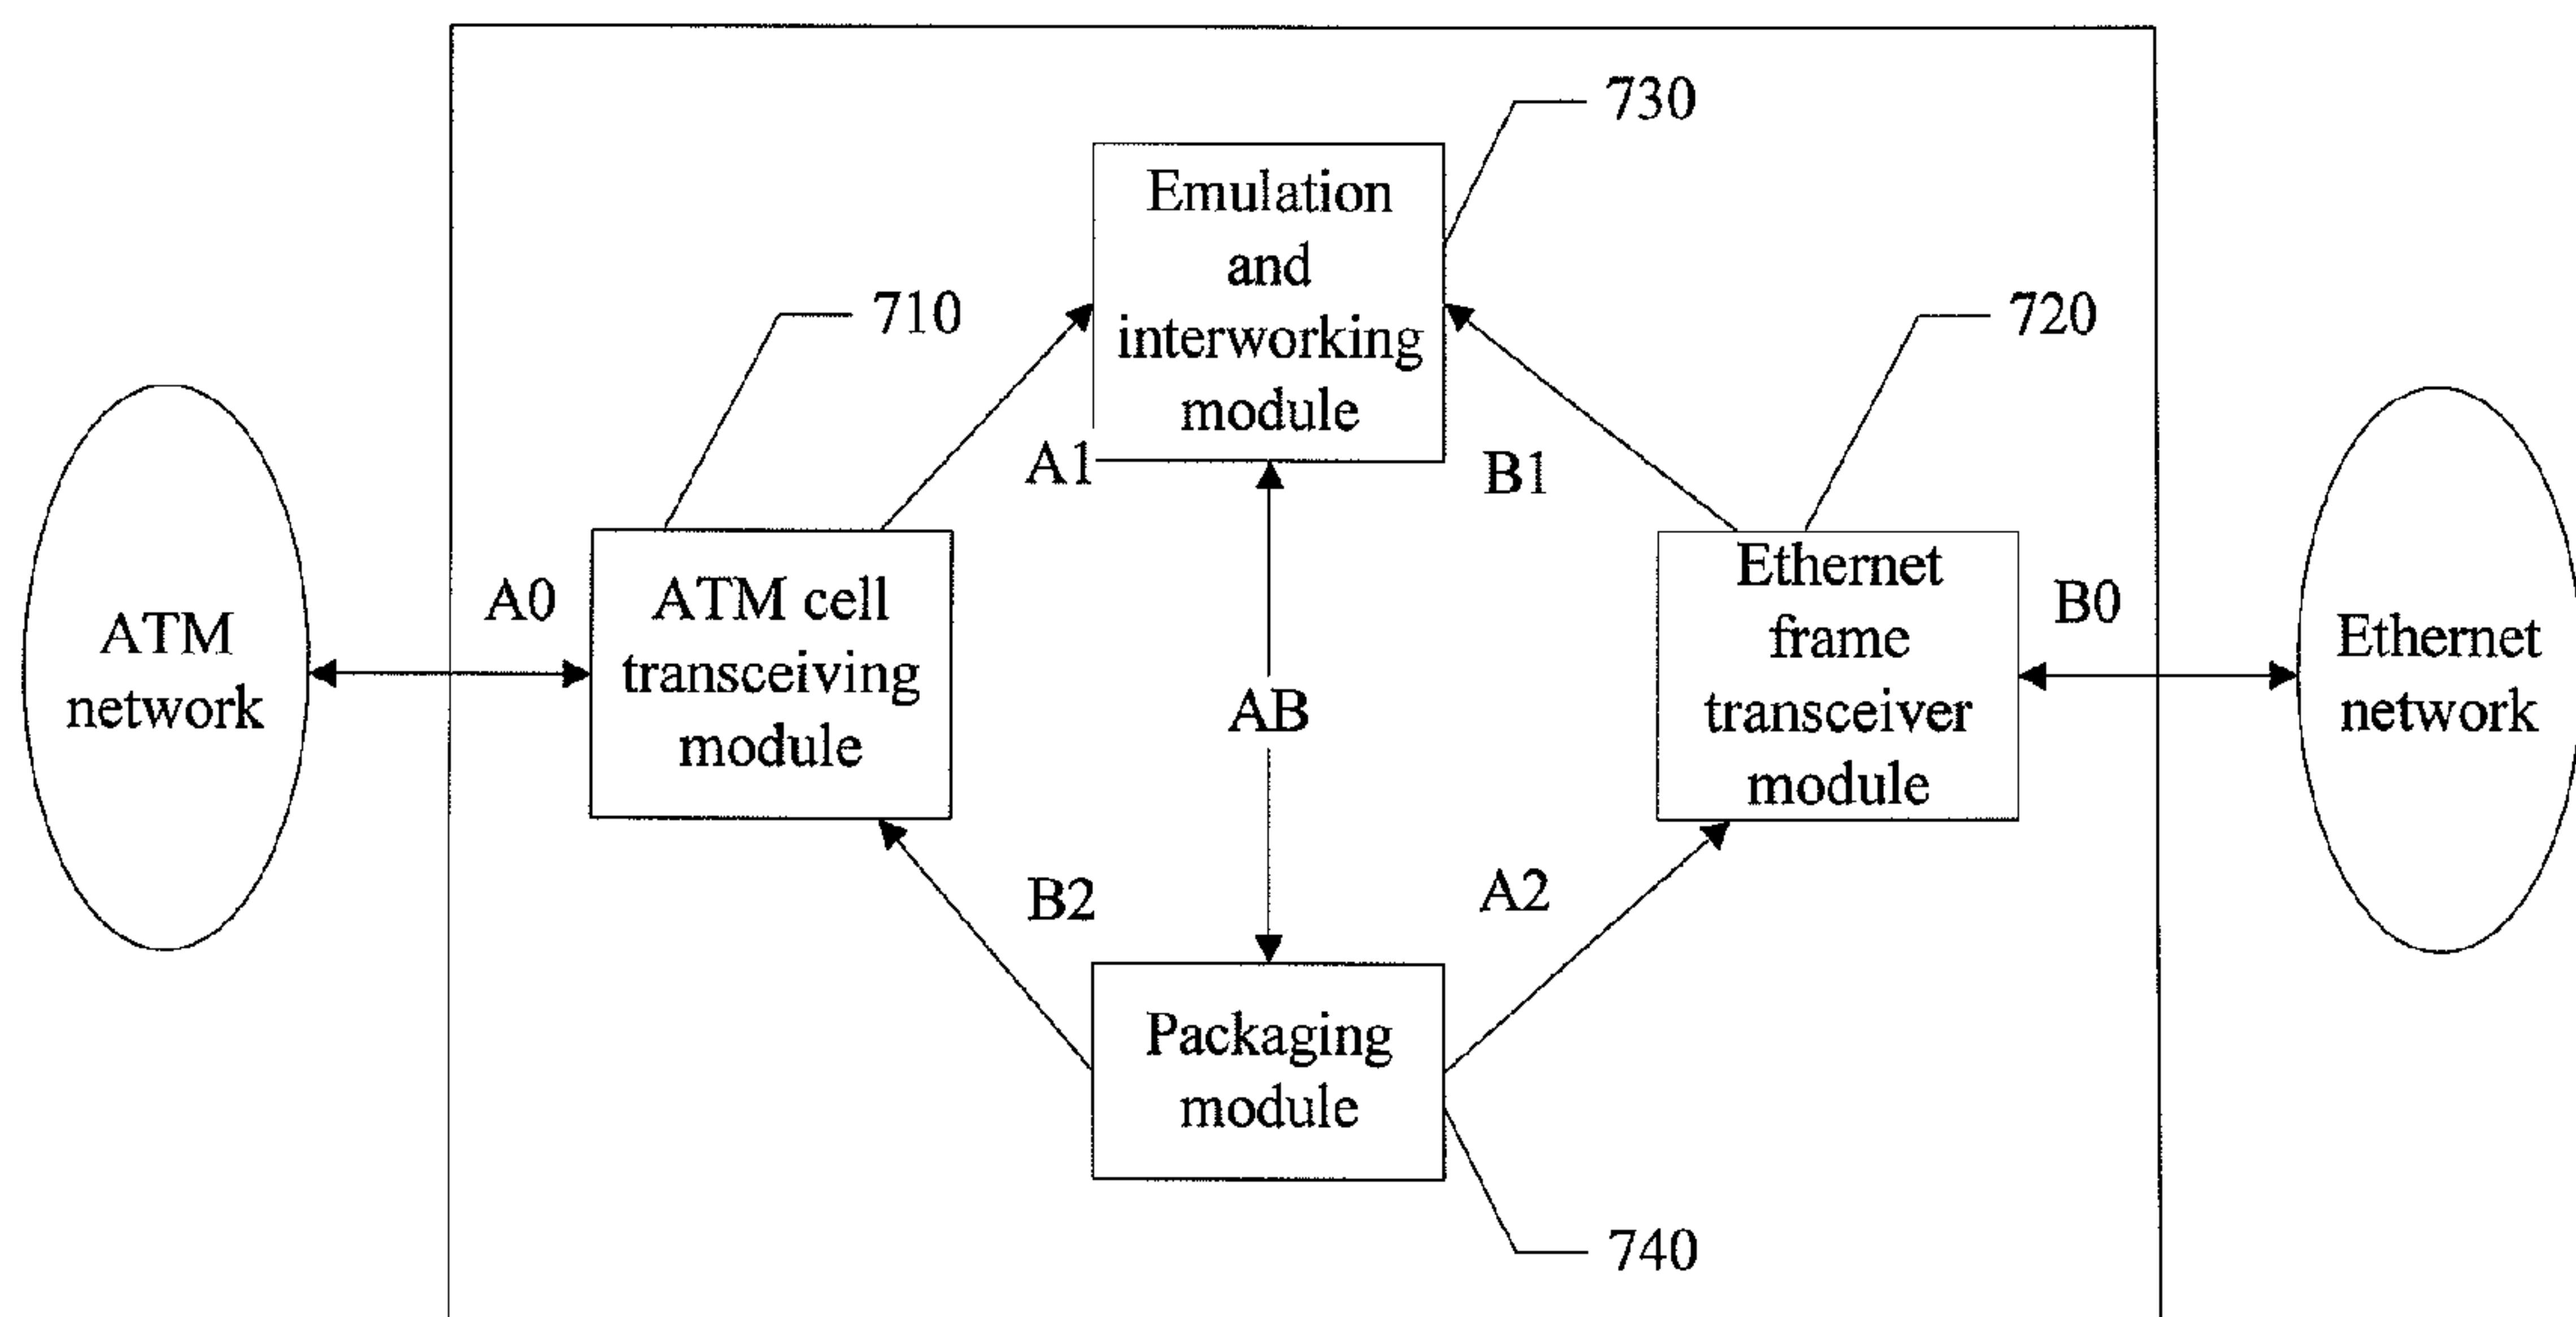 730
Emulation
and
interworking
module
710
720
A1
B1
ATM
network
A0
ATM cell
transceiving
module
AB
Ethernet
frame
transceiver
module
B0
Ethernet
network
B2
A2
Packaging
module
740